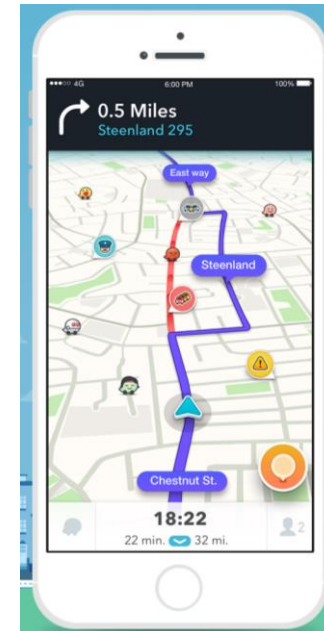 4G 6:00 PM 100%
0.5 Miles
Steenland 295
East way
Steenland
Chestnut St.
18:22
22 min. 32 mi.
2